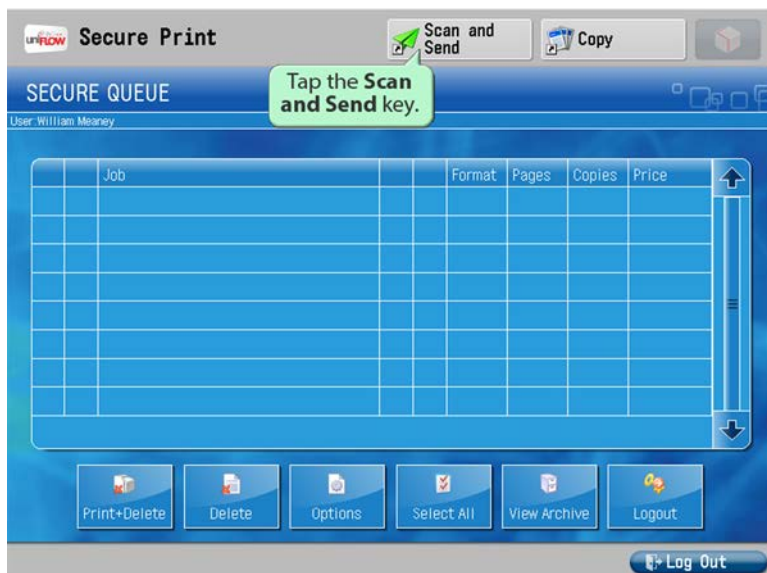 uniFLOW Secure Print
Scan and
Send
Copy
Tap the Scan
and Send key.
SECURE QUEUE
User:William Meaney
Job Format Pages Copies Price
Print+Delete Delete Options Select All View Archive Logout
Log Out